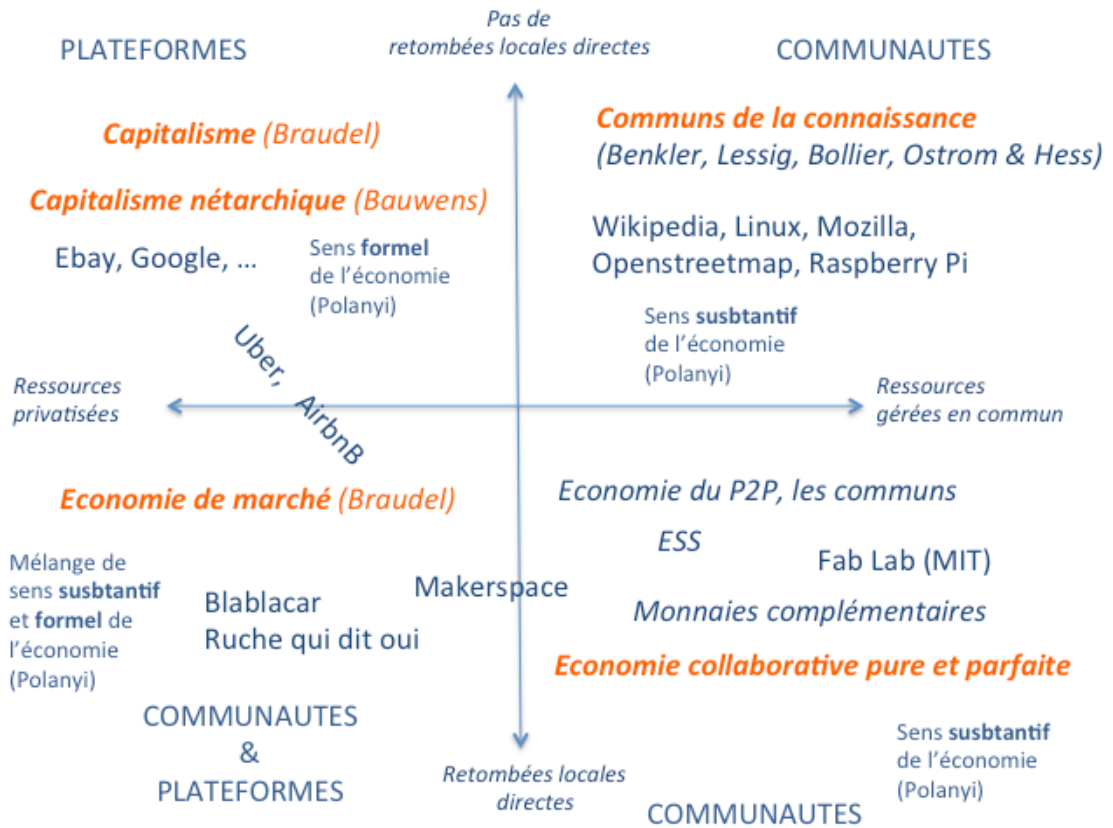 Pas de
retombées locales directes
PLATEFORMES
COMMUNAUTES
Capitalisme (Braudel)
Communs de la connaissance
(Benkler, Lessig, Bollier, Ostrom & Hess)
Capitalisme nétarchique (Bauwens)
Ebay, Google, ...
Sens formel
de l'économie
(Polanyi)
Wikipedia, Linux, Mozilla,
Openstreetmap, Raspberry Pi
Sens susbtantif
de l'économie
(Polanyi)
Uber, AirbnB
Ressources
privatisées
Ressources
gérées en commun
Economie de marché (Braudel)
Economie du P2P, les communs
ESS
Fab Lab (MIT)
Mélange de
sens susbtantif
et formel de
l'économie
(Polanyi)
Blablacar
Ruche qui dit oui
Makerspace
Monnaies complémentaires
Economie collaborative pure et parfaite
COMMUNAUTES
&
PLATEFORMES
Retombées locales
directes
Sens susbtantif
de l'économie
(Polanyi)
COMMUNAUTES